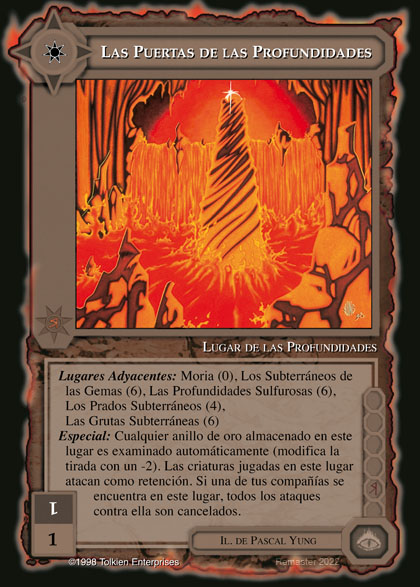 Las Puertas de las Profundidades
Lugar de las Profundidades
Lugares Adyacentes: Moria (0), Los Subterráneos de
las Gemas (6), Las Profundidades Sulfurosas (6),
Los Prados Subterráneos (4),
Las Grutas Subterráneas (6)
Especial: Cualquier anillo de oro almacenado en este
lugar es examinado automáticamente (modifica la
tirada con un -2). Las criaturas jugadas en este lugar
atacan como retención. Si una de tus compañías se
encuentra en este lugar, todos los ataques
contra ella son cancelados.
1
Il. de Pascal Yung
©1998 Tolkien Enterprises